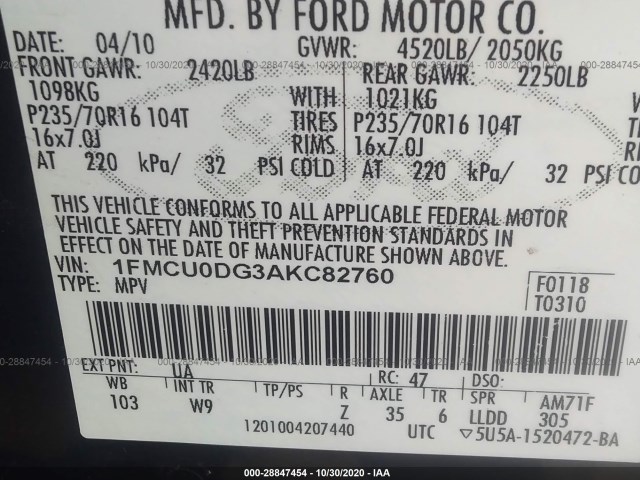 MFD. BY FORD MOTOR CO.
DATE: 04/10 GVWR: 4520LB/ 2050KG
FRONT GAWR: 2420LB REAR GAWR: 2250LB
1098KG WITH 1021KG
P235/70R16 104T TIRES P235/70R16 104T
16x7.0J RIMS 16x7.0J
AT 220 kPa/ 32 PSI COLD AT 220 kPa/ 32 PSI CO
THIS VEHICLE CONFORMS TO ALL APPLICABLE FEDERAL MOTOR
VEHICLE SAFETY AND THEFT PREVENTION STANDARDS IN
EFFECT ON THE DATE OF MANUFACTURE SHOWN ABOVE.
VIN: 1FMCU0DG3AKC82760
TYPE: MPV
F0118
T0310
EXT PNT: UA RC: 47 DSO:
WB INT TR TP/PS R AXLE TR SPR AM71F
103 W9 Z 35 6 LLDD 305
1201004207440 UTC ▽5U5A-1520472-BA
000-28847454 - 10/30/2020 - IAA